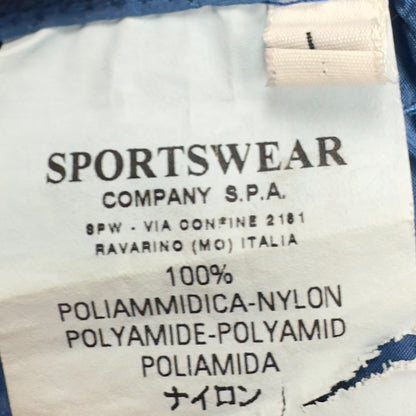 SPORTSWEAR
COMPANY S.P.A.
SPW - VIA CONFINE 2161
RAVARINO (MO) ITALIA
100%
POLIAMMIDICA-NYLON
POLYAMIDE-POLYAMID
POLIAMIDA
ナイロン